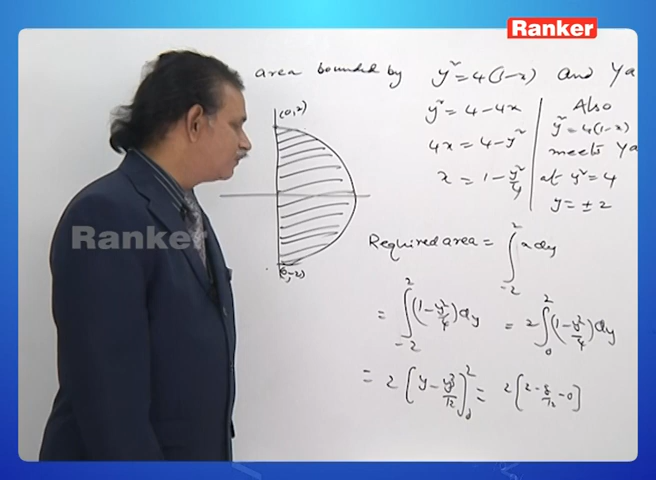 Ranker
area bounded by y² = 4(1-x) and Ya
y² = 4 - 4x
4x = 4 - y²
x = 1 - y²/4
Also
y² = 4(1-x)
meets Ya
at y² = 4
y = ± 2
(0,2)
(0,-2)
Ranker
Required area = ∫_{-2}^{2} x dy
= ∫_{-2}^{2} (1 - y²/4) dy = 2 ∫_{0}^{2} (1 - y²/4) dy
= 2 [y - y³/12]_{0}^{2} = 2 [2 - 8/12 - 0]